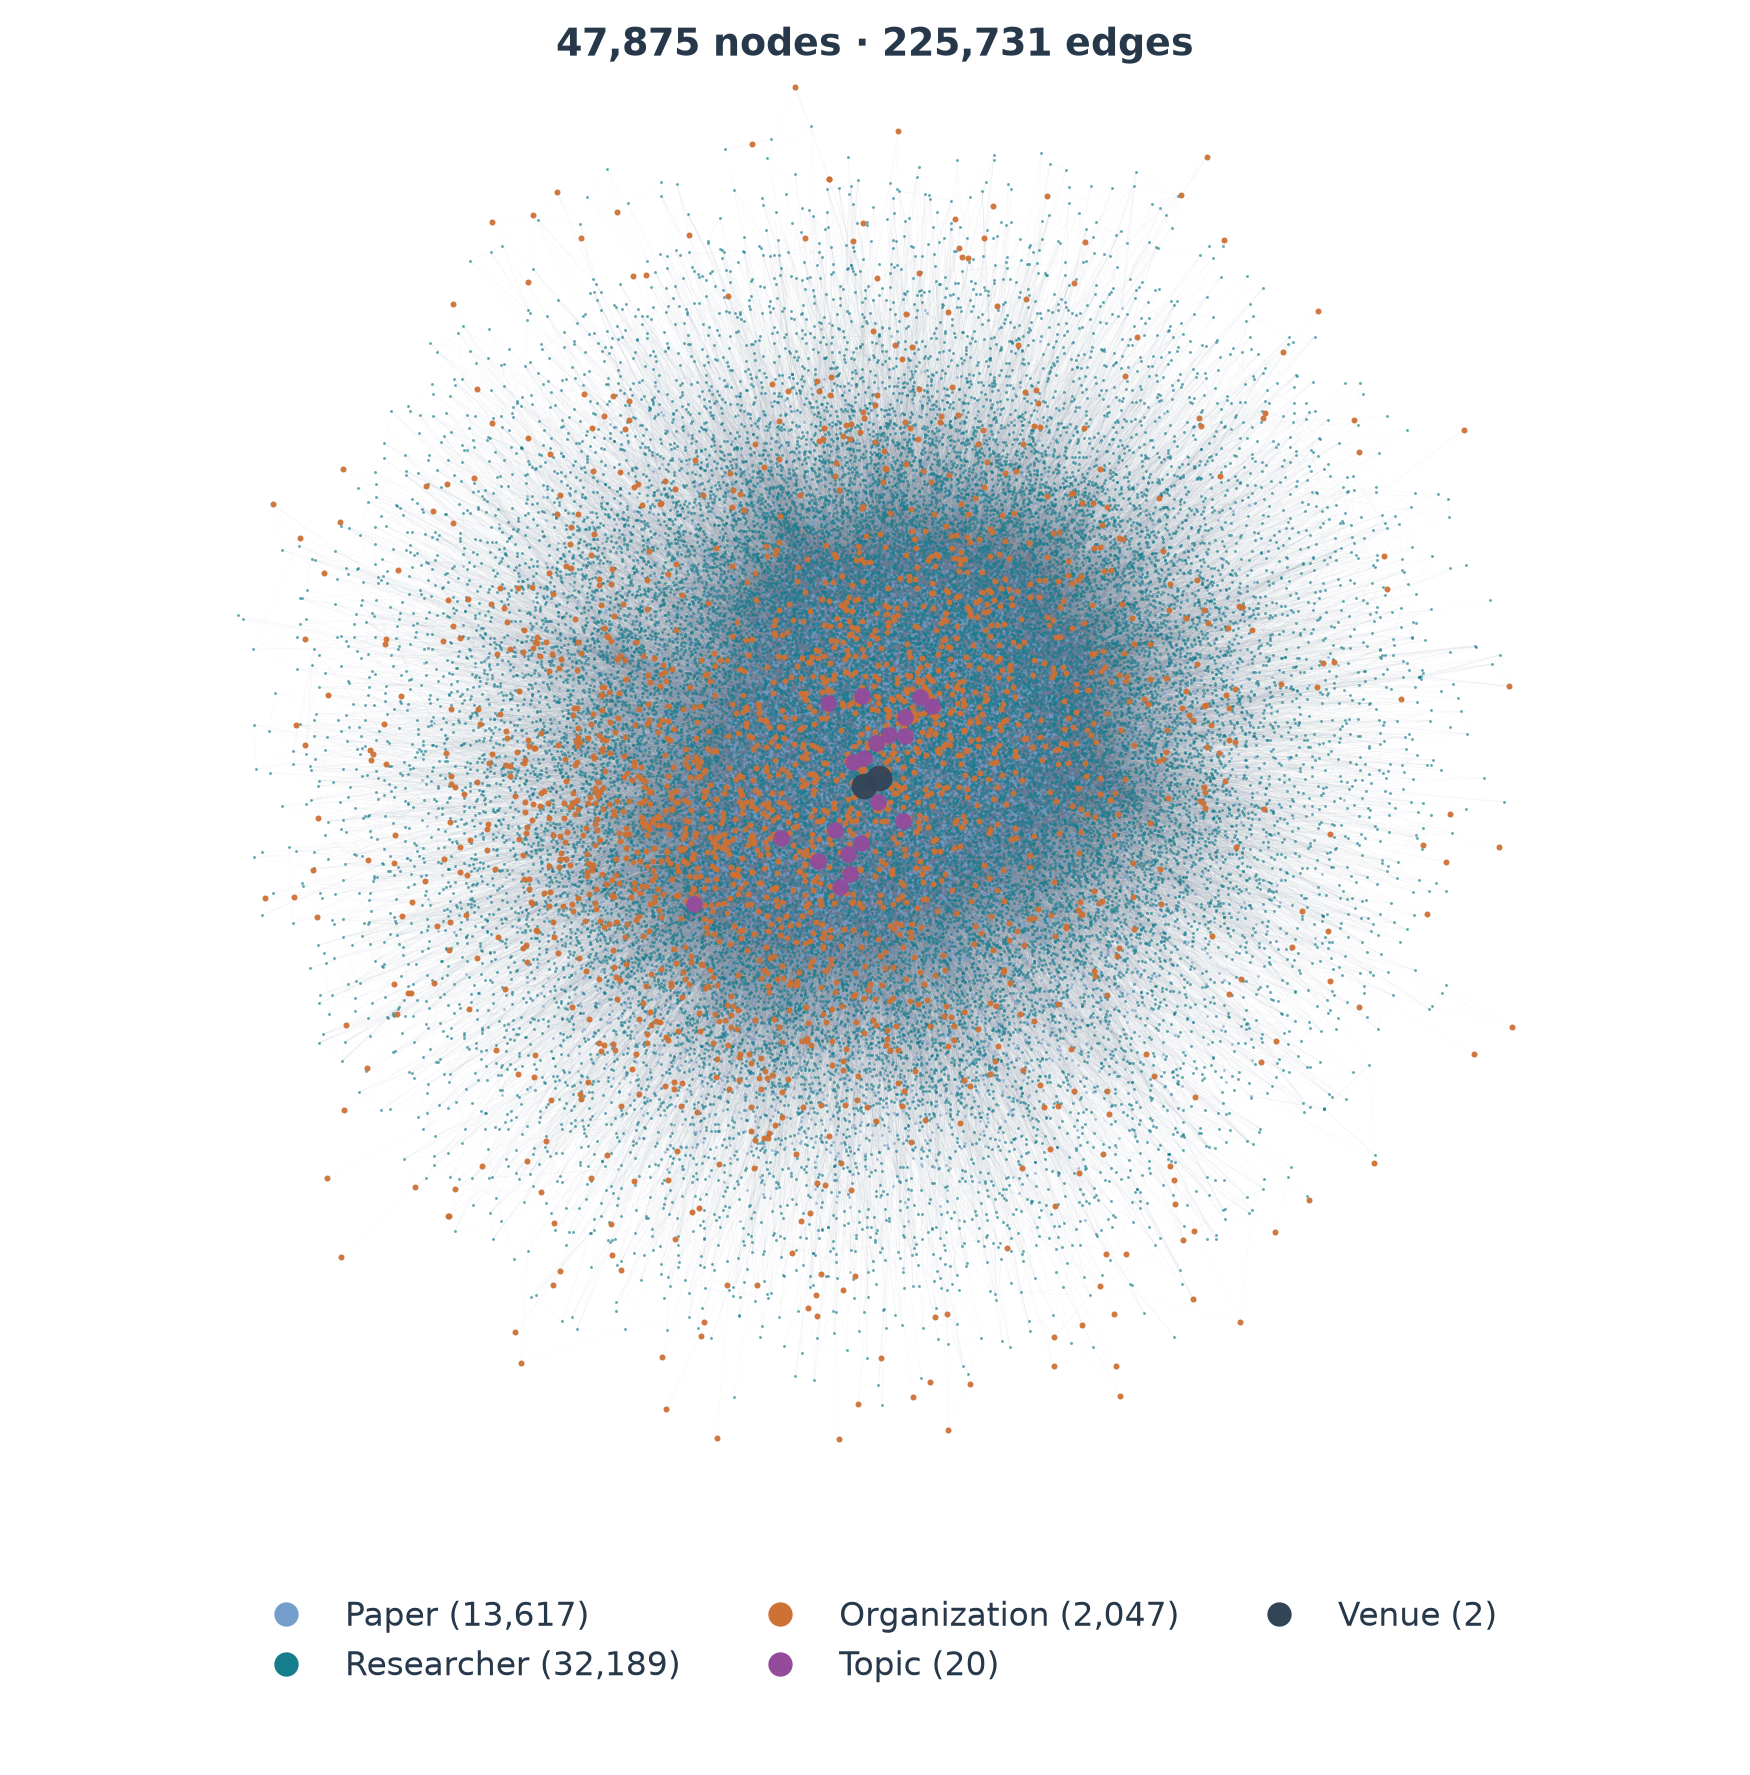 47,875 nodes · 225,731 edges
Paper (13,617)
Researcher (32,189)
Organization (2,047)
Topic (20)
Venue (2)